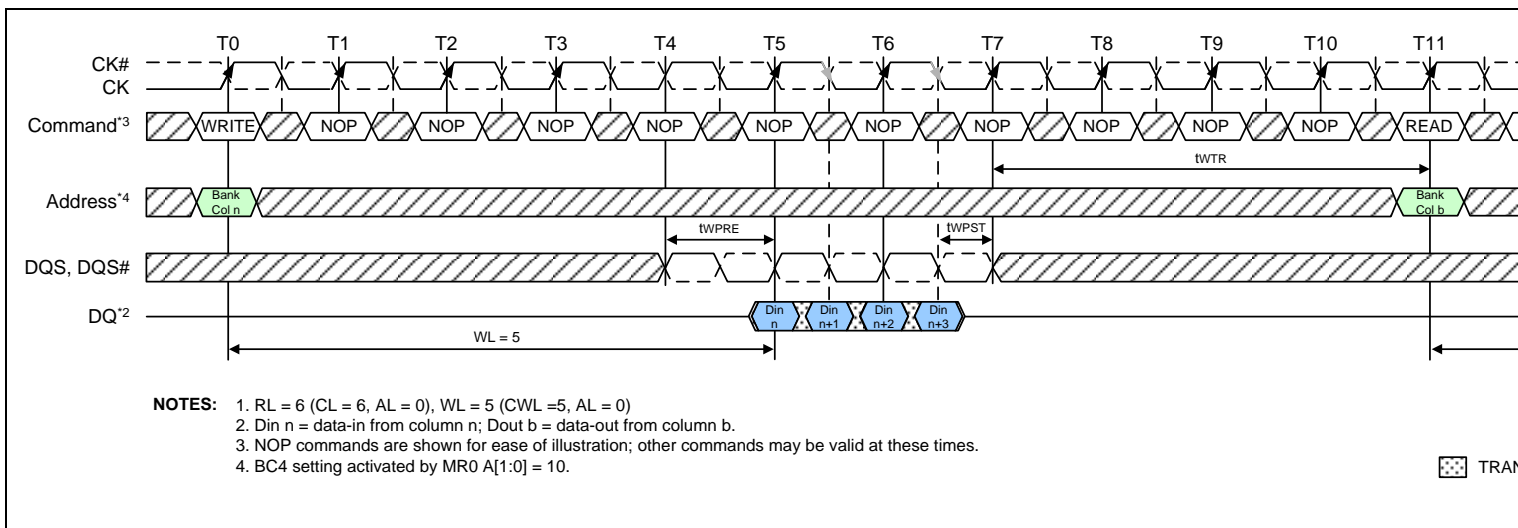 T0 T1 T2 T3 T4 T5 T6 T7 T8 T9 T10 T11
CK#
CK
Command*3 WRITE NOP NOP NOP NOP NOP NOP NOP NOP NOP NOP READ
tWTR
Address*4 Bank Col n Bank Col b
tWPRE tWPST
DQS, DQS#
DQ*2 Din n Din n+1 Din n+2 Din n+3
WL = 5
NOTES: 1. RL = 6 (CL = 6, AL = 0), WL = 5 (CWL =5, AL = 0)
2. Din n = data-in from column n; Dout b = data-out from column b.
3. NOP commands are shown for ease of illustration; other commands may be valid at these times.
4. BC4 setting activated by MR0 A[1:0] = 10.
TRAN